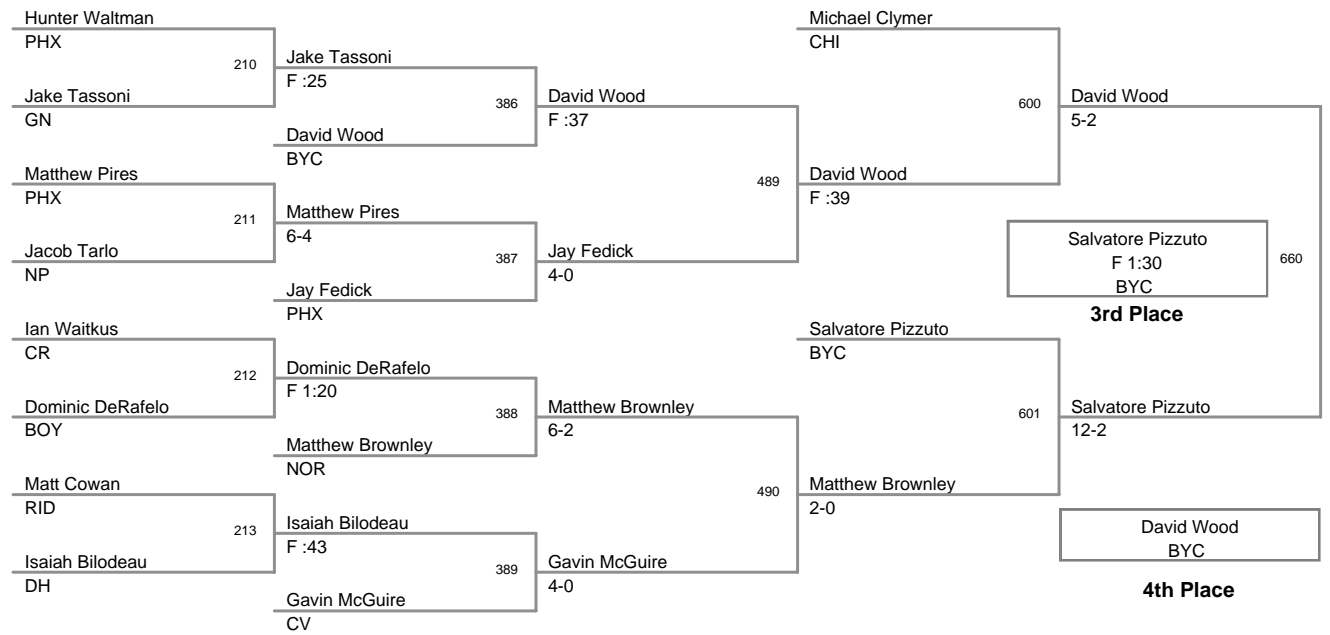 Hunter Waltman
PHX
210
Jake Tassoni
GN
Matthew Pires
PHX
211
Jacob Tarlo
NP
Ian Waitkus
CR
212
Dominic DeRafelo
BOY
Matt Cowan
RID
213
Isaiah Bilodeau
DH
Jake Tassoni
F :25
386
David Wood
BYC
Matthew Pires
6-4
387
Jay Fedick
PHX
Dominic DeRafelo
F 1:20
388
Matthew Brownley
NOR
Isaiah Bilodeau
F :43
389
Gavin McGuire
CV
David Wood
F :37
489
Jay Fedick
4-0
Matthew Brownley
6-2
490
Gavin McGuire
4-0
Michael Clymer
CHI
600
David Wood
F :39
Salvatore Pizzuto
BYC
601
Matthew Brownley
2-0
David Wood
5-2
Salvatore Pizzuto
F 1:30
BYC
660
3rd Place
Salvatore Pizzuto
12-2
David Wood
BYC
4th Place